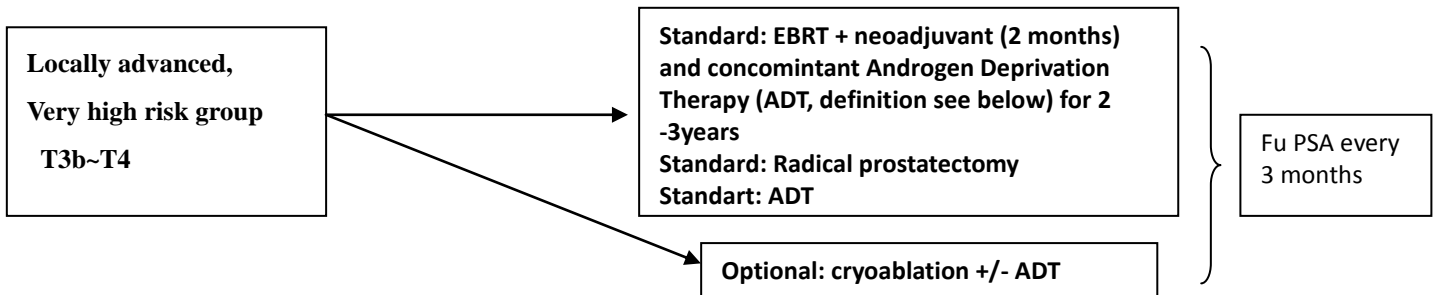 Locally advanced,
Very high risk group
T3b~T4
Standard: EBRT + neoadjuvant (2 months)
and concomintant Androgen Deprivation
Therapy (ADT, definition see below) for 2
-3years
Standard: Radical prostatectomy
Standart: ADT
Optional: cryoablation +/- ADT
Fu PSA every
3 months